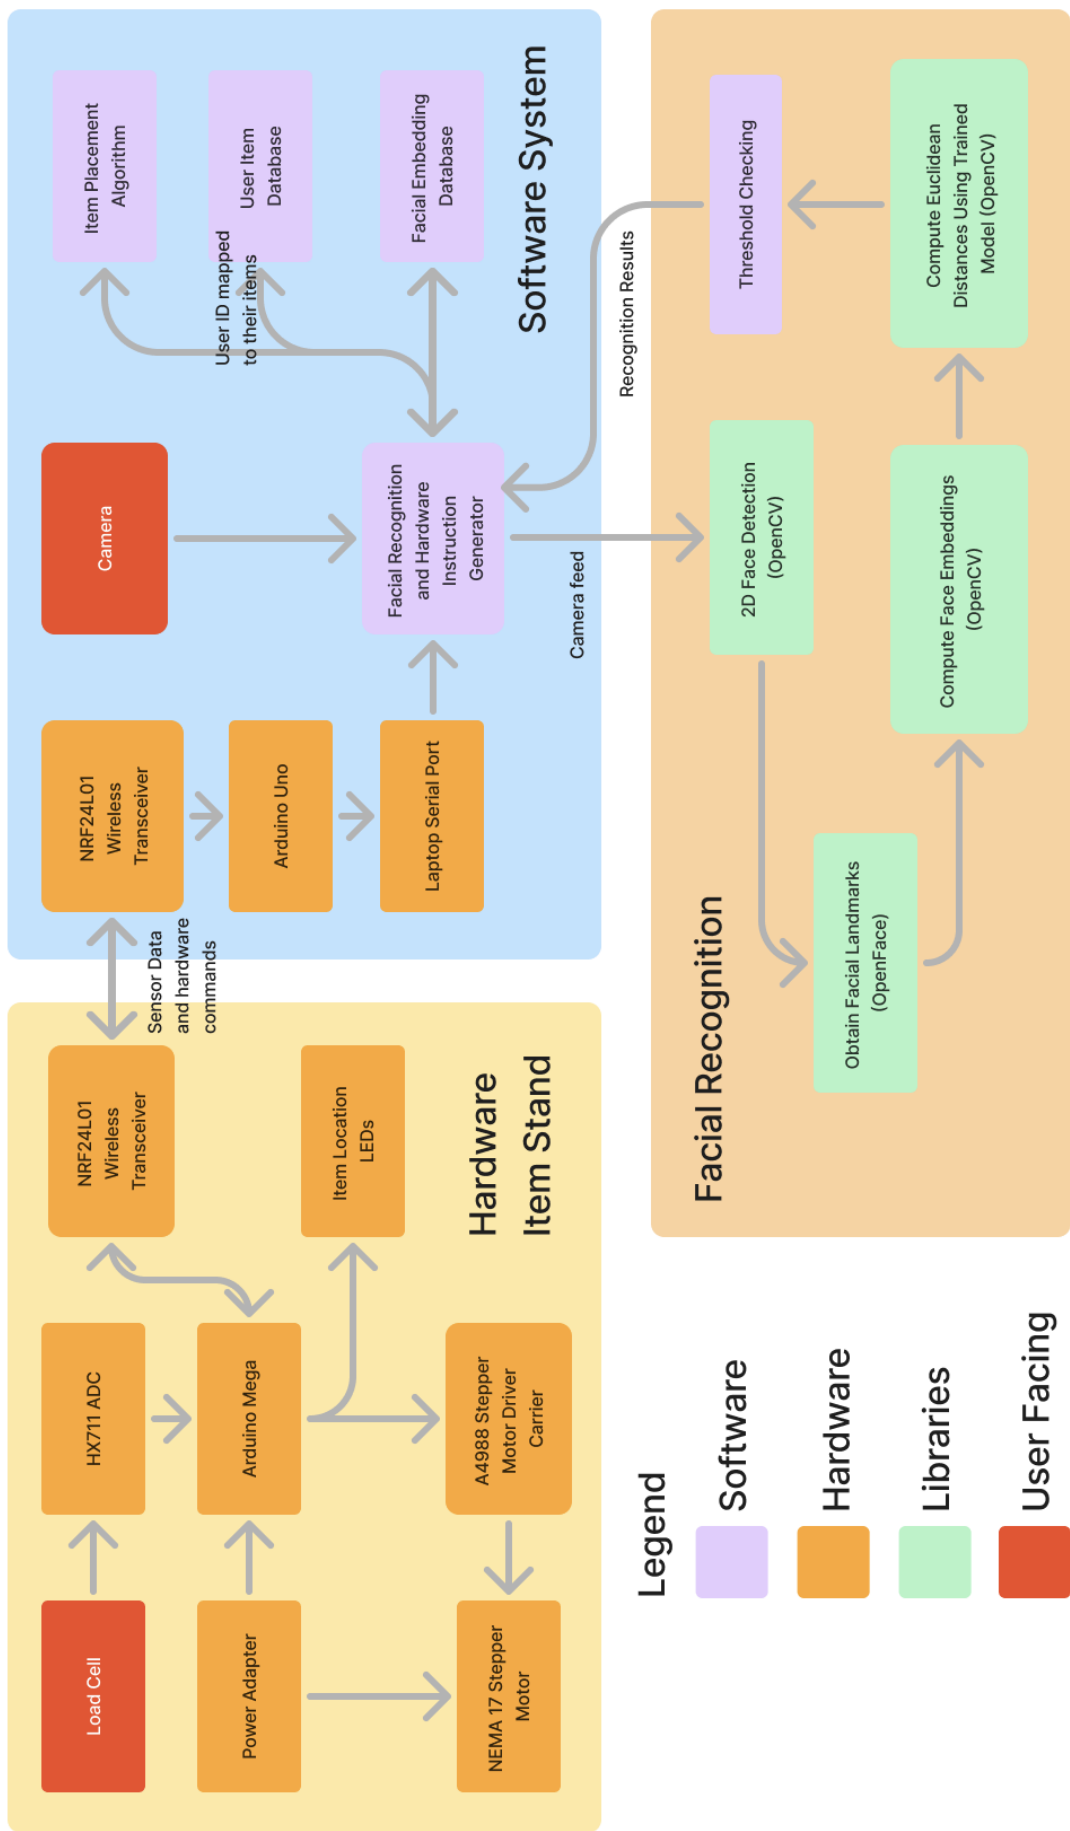 Load Cell
HX711 ADC
NRF24L01
Wireless
Transceiver
Power Adapter
Arduino Mega
Item Location
LEDs
NEMA 17 Stepper
Motor
A4988 Stepper
Motor Driver
Carrier
Hardware
Item Stand
Sensor Data
and hardware
commands
NRF24L01
Wireless
Transceiver
Arduino Uno
Laptop Serial Port
Camera
Facial Recognition
and Hardware
Instruction
Generator
Item Placement
Algorithm
User Item
Database
User ID mapped
to their items
Facial Embedding
Database
Software System
Camera feed
Recognition Results
Facial Recognition
2D Face Detection
(OpenCV)
Threshold Checking
Obtain Facial Landmarks
(OpenFace)
Compute Face Embeddings
(OpenCV)
Compute Euclidean
Distances Using Trained
Model (OpenCV)
Legend
Software
Hardware
Libraries
User Facing